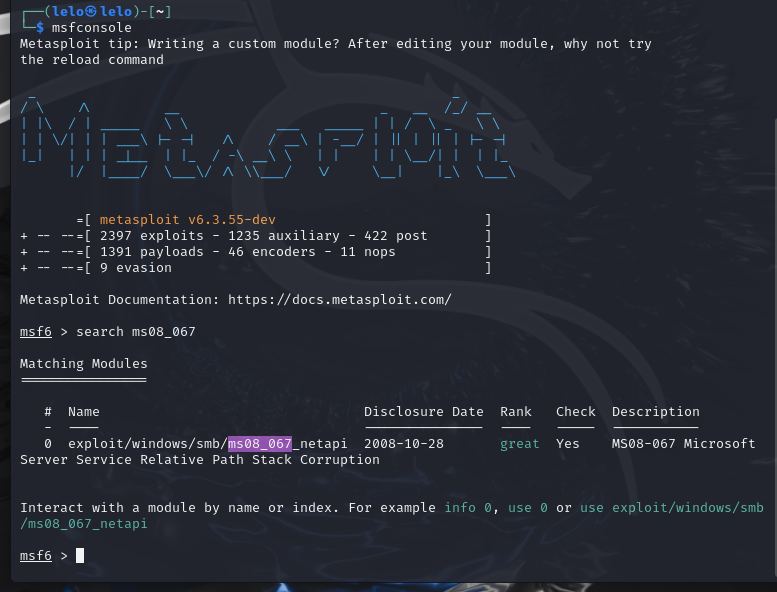 ┌──(lelo㉿lelo)-[~]
└─$ msfconsole
Metasploit tip: Writing a custom module? After editing your module, why not try
the reload command
METASPLOIT
=[ metasploit v6.3.55-dev ]
+ -- --=[ 2397 exploits - 1235 auxiliary - 422 post ]
+ -- --=[ 1391 payloads - 46 encoders - 11 nops ]
+ -- --=[ 9 evasion ]
Metasploit Documentation: https://docs.metasploit.com/
msf6 > search ms08_067
Matching Modules
================
# Name Disclosure Date Rank Check Description
- ---- --------------- ---- ----- -----------
0 exploit/windows/smb/ms08_067_netapi 2008-10-28 great Yes MS08-067 Microsoft
Server Service Relative Path Stack Corruption
Interact with a module by name or index. For example info 0, use 0 or use exploit/windows/smb
/ms08_067_netapi
msf6 >